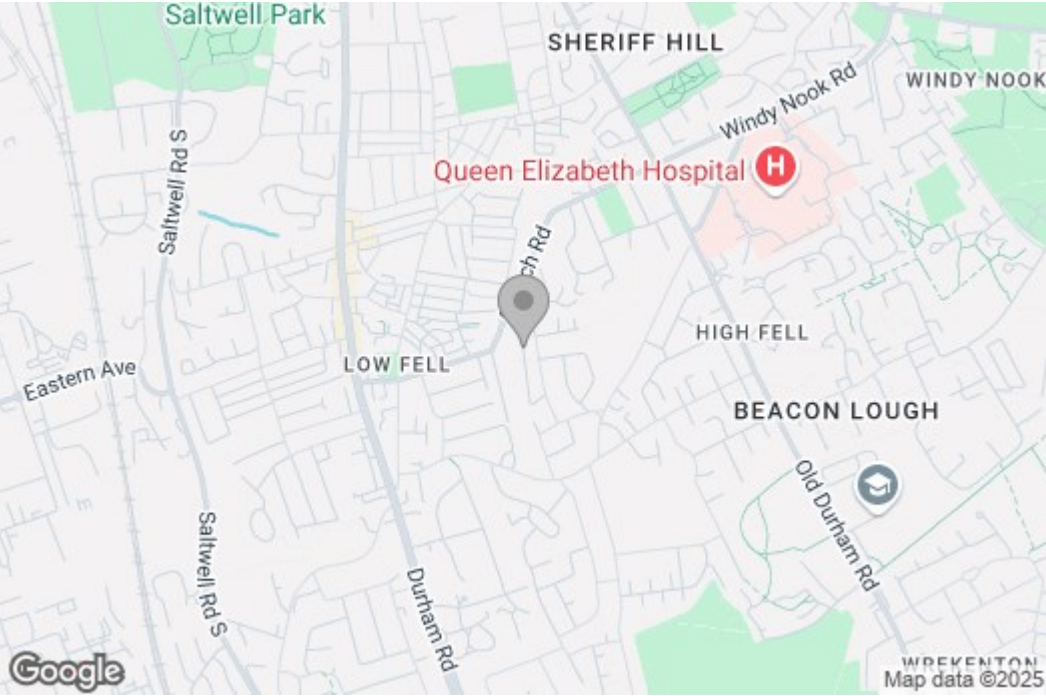 Saltwell Park
SHERIFF HILL
WINDY NOOK
Windy Nook Rd
Queen Elizabeth Hospital
H
Saltwell Rd S
HIGH FELL
LOW FELL
Eastern Ave
BEACON LOUGH
Old Durham Rd
Saltwell Rd S
Durham Rd
WREKENTON
Google
Map data ©2025